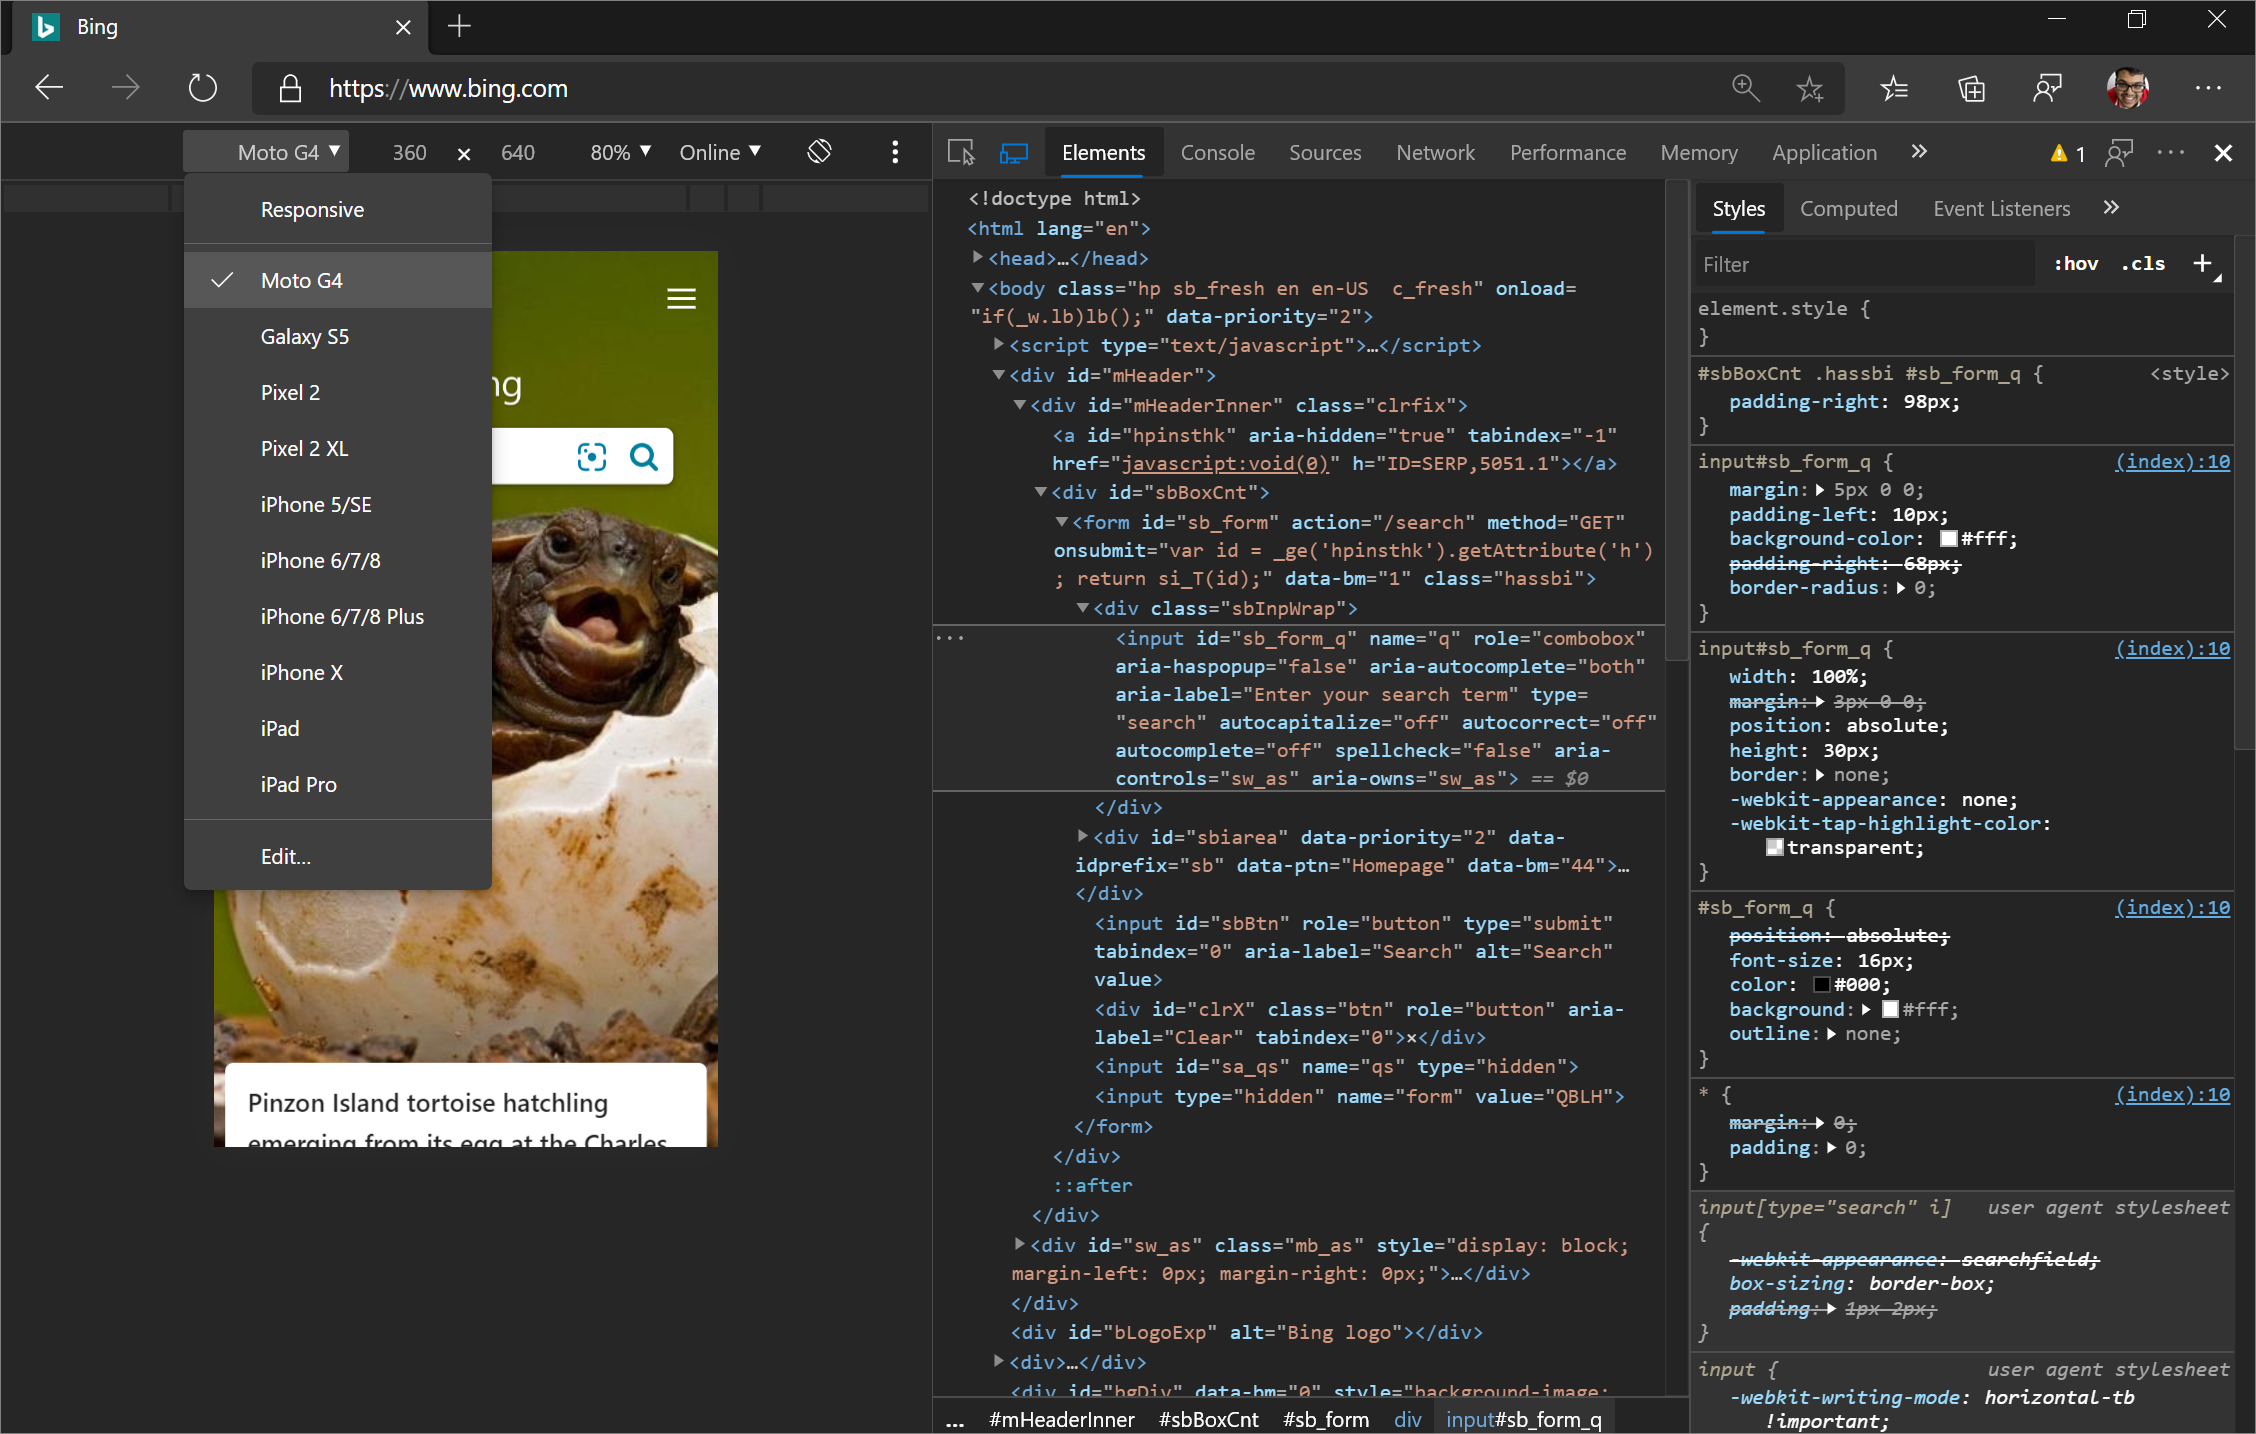 Bing
https://www.bing.com
Moto G4 ▼ 360 × 640 80% ▼ Online ▼
Responsive
Moto G4
Galaxy S5
Pixel 2
Pixel 2 XL
iPhone 5/SE
iPhone 6/7/8
iPhone 6/7/8 Plus
iPhone X
iPad
iPad Pro
Edit...
ng
Pinzon Island tortoise hatchling
emerging from its egg at the Charles
Elements Console Sources Network Performance Memory Application » 1
<!doctype html>
<html lang="en">
<head>…</head>
<body class="hp sb_fresh en en-US  c_fresh" onload=
"if(_w.lb)lb();" data-priority="2">
<script type="text/javascript">…</script>
<div id="mHeader">
<div id="mHeaderInner" class="clrfix">
<a id="hpinsthk" aria-hidden="true" tabindex="-1"
href="javascript:void(0)" h="ID=SERP,5051.1"></a>
<div id="sbBoxCnt">
<form id="sb_form" action="/search" method="GET"
onsubmit="var id = _ge('hpinsthk').getAttribute('h')
; return si_T(id);" data-bm="1" class="hassbi">
<div class="sbInpWrap">
<input id="sb_form_q" name="q" role="combobox"
aria-haspopup="false" aria-autocomplete="both"
aria-label="Enter your search term" type=
"search" autocapitalize="off" autocorrect="off"
autocomplete="off" spellcheck="false" aria-
controls="sw_as" aria-owns="sw_as"> == $0
</div>
<div id="sbiarea" data-priority="2" data-
idprefix="sb" data-ptn="Homepage" data-bm="44">…
</div>
<input id="sbBtn" role="button" type="submit"
tabindex="0" aria-label="Search" alt="Search"
value>
<div id="clrX" class="btn" role="button" aria-
label="Clear" tabindex="0">×</div>
<input id="sa_qs" name="qs" type="hidden">
<input type="hidden" name="form" value="QBLH">
</form>
</div>
::after
</div>
<div id="sw_as" class="mb_as" style="display: block;
margin-left: 0px; margin-right: 0px;">…</div>
</div>
<div id="bLogoExp" alt="Bing logo"></div>
<div>…</div>
<div id="bgDiv" data-bm="0" style="background-image:
... #mHeaderInner #sbBoxCnt #sb_form div input#sb_form_q
Styles Computed Event Listeners »
Filter :hov .cls +
element.style {
}
#sbBoxCnt .hassbi #sb_form_q { <style>
padding-right: 98px;
}
input#sb_form_q { (index):10
margin: 5px 0 0;
padding-left: 10px;
background-color: #fff;
padding-right: 68px;
border-radius: 0;
}
input#sb_form_q { (index):10
width: 100%;
margin: 3px 0 0;
position: absolute;
height: 30px;
border: none;
-webkit-appearance: none;
-webkit-tap-highlight-color:
transparent;
}
#sb_form_q { (index):10
position: absolute;
font-size: 16px;
color: #000;
background: #fff;
outline: none;
}
* { (index):10
margin: 0;
padding: 0;
}
input[type="search" i] user agent stylesheet
{
-webkit-appearance: searchfield;
box-sizing: border-box;
padding: 1px 2px;
}
input { user agent stylesheet
-webkit-writing-mode: horizontal-tb
!important;